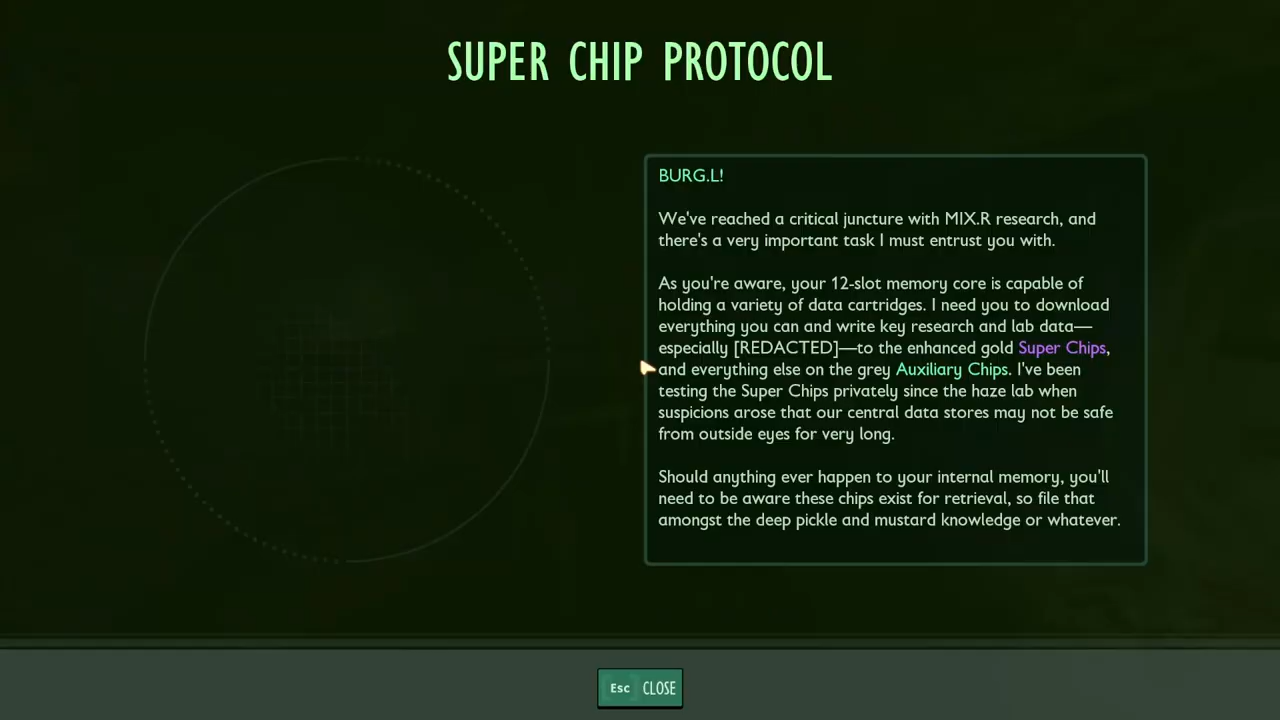 SUPER CHIP PROTOCOL
BURG.L!
We've reached a critical juncture with MIX.R research, and
there's a very important task I must entrust you with.
As you're aware, your 12-slot memory core is capable of
holding a variety of data cartridges. I need you to download
everything you can and write key research and lab data—
especially [REDACTED]—to the enhanced gold Super Chips,
and everything else on the grey Auxiliary Chips. I've been
testing the Super Chips privately since the haze lab when
suspicions arose that our central data stores may not be safe
from outside eyes for very long.
Should anything ever happen to your internal memory, you'll
need to be aware these chips exist for retrieval, so file that
amongst the deep pickle and mustard knowledge or whatever.
Esc CLOSE